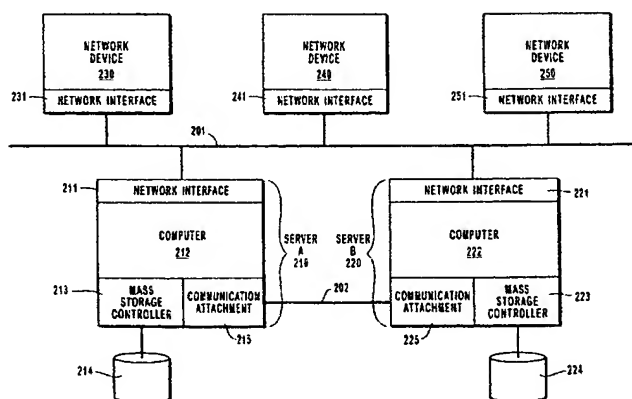 NETWORK DEVICE 230
NETWORK DEVICE 240
NETWORK DEVICE 250
231
NETWORK INTERFACE
241
NETWORK INTERFACE
251
NETWORK INTERFACE
201
211
NETWORK INTERFACE
NETWORK INTERFACE
221
COMPUTER
212
SERVER
A
210
SERVER
B
220
COMPUTER
222
213
MASS
STORAGE
CONTROLLER
COMMUNICATION
ATTACHMENT
202
COMMUNICATION
ATTACHMENT
MASS
STORAGE
CONTROLLER
223
215
225
214
224